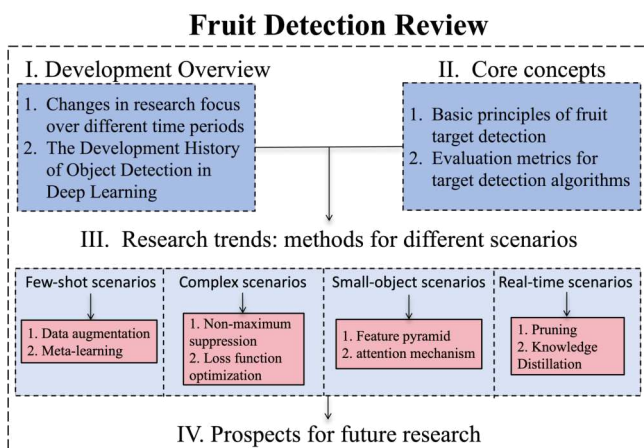 Fruit Detection Review
I. Development Overview
1. Changes in research focus
over different time periods
2. The Development History
of Object Detection in
Deep Learning
II. Core concepts
1. Basic principles of fruit
target detection
2. Evaluation metrics for
target detection algorithms
III. Research trends: methods for different scenarios
Few-shot scenarios
1. Data augmentation
2. Meta-learning
Complex scenarios
1. Non-maximum
suppression
2. Loss function
optimization
Small-object scenarios
1. Feature pyramid
2. attention mechanism
Real-time scenarios
1. Pruning
2. Knowledge
Distillation
IV. Prospects for future research